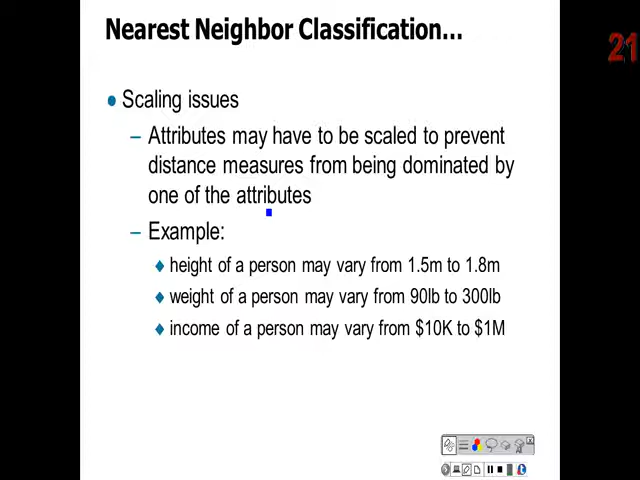 Nearest Neighbor Classification...
21
● Scaling issues
– Attributes may have to be scaled to prevent
distance measures from being dominated by
one of the attributes
– Example:
♦ height of a person may vary from 1.5m to 1.8m
♦ weight of a person may vary from 90lb to 300lb
♦ income of a person may vary from $10K to $1M